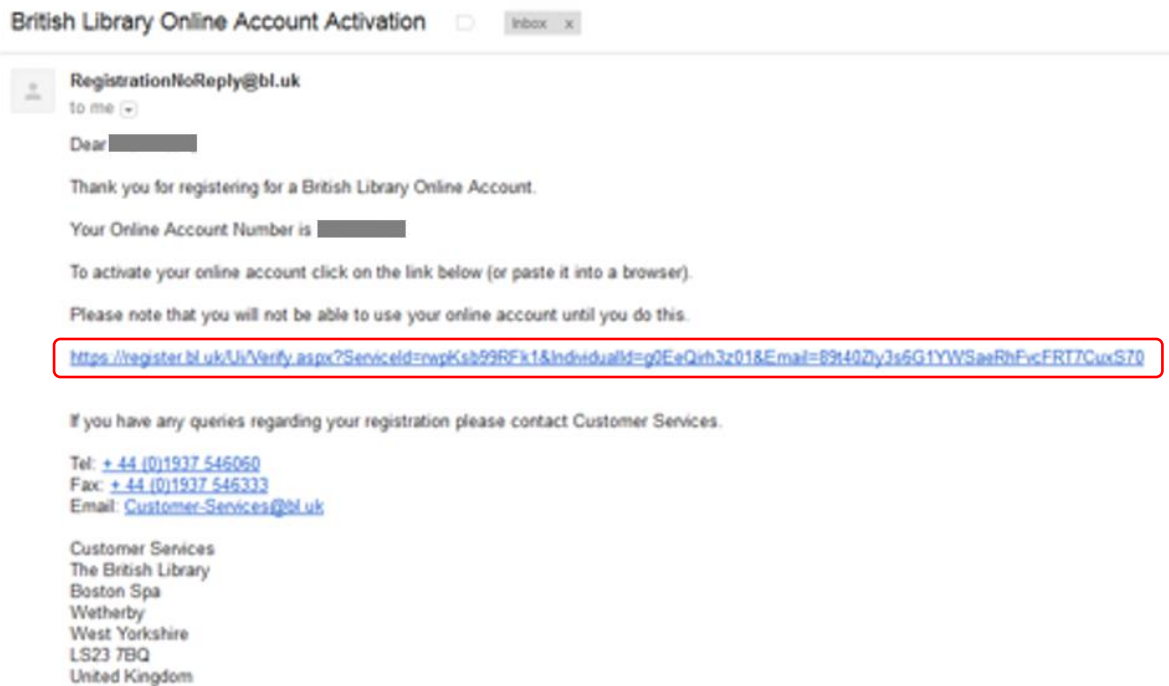 British Library Online Account Activation
Inbox x
RegistrationNoReply@bl.uk
to me
Dear
Thank you for registering for a British Library Online Account.
Your Online Account Number is
To activate your online account click on the link below (or paste it into a browser).
Please note that you will not be able to use your online account until you do this.
https://register.bl.uk/Ui/Verify.aspx?ServiceId=rwpKsb99RFk1&IndividualId=g0EeQirh3z01&Email=89t40Zly3s6G1YWSaeRhFvcFRT7CuxS70
If you have any queries regarding your registration please contact Customer Services.
Tel: + 44 (0)1937 546060
Fax: + 44 (0)1937 546333
Email: Customer-Services@bl.uk
Customer Services
The British Library
Boston Spa
Wetherby
West Yorkshire
LS23 7BQ
United Kingdom